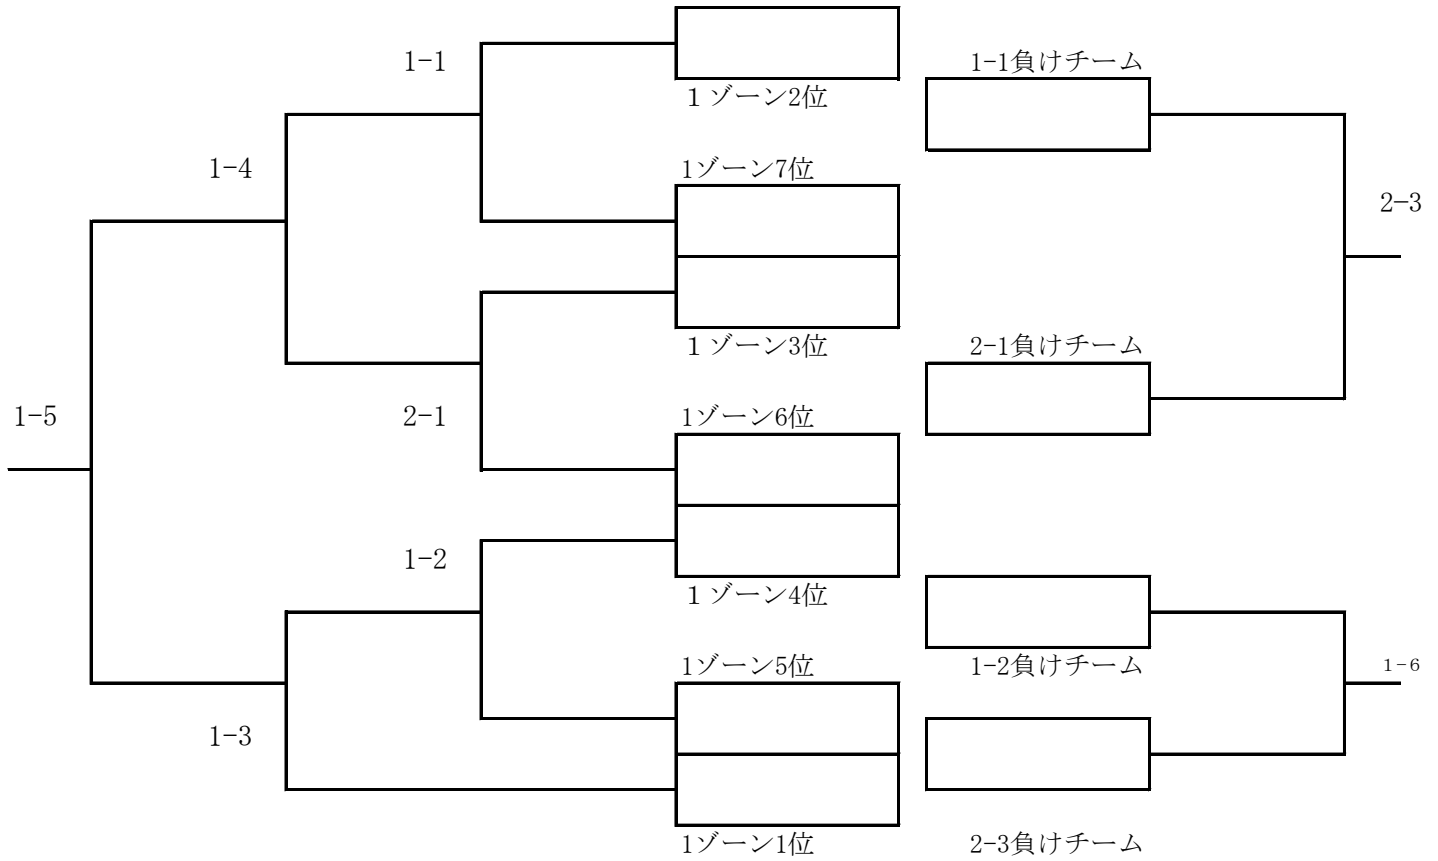 1-1
1-1負けチーム
１ゾーン2位
1-4
1ゾーン7位
2-3
１ゾーン3位
2-1負けチーム
1-5
2-1
1ゾーン6位
1-2
１ゾーン4位
1ゾーン5位
1-2負けチーム
１-６
1-3
1ゾーン1位
2-3負けチーム